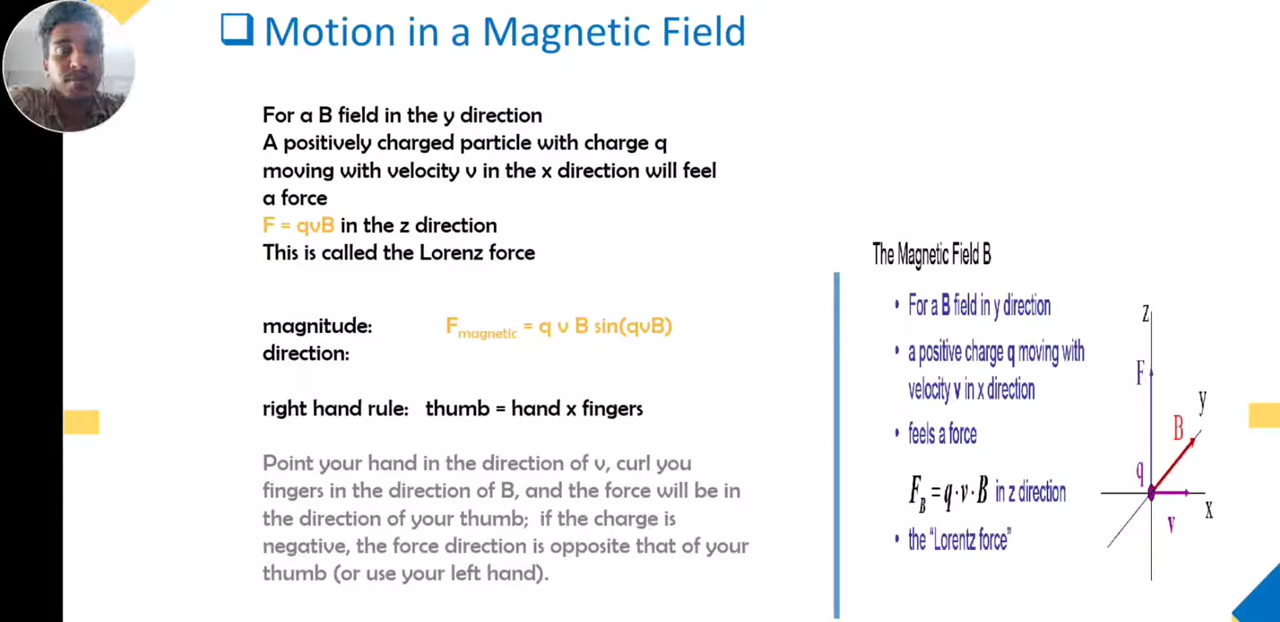 Motion in a Magnetic Field
For a B field in the y direction
A positively charged particle with charge q
moving with velocity v in the x direction will feel
a force
F = qvB in the z direction
This is called the Lorenz force
magnitude: F magnetic = q v B sin(qvB)
direction:
right hand rule: thumb = hand x fingers
Point your hand in the direction of v, curl you
fingers in the direction of B, and the force will be in
the direction of your thumb; if the charge is
negative, the force direction is opposite that of your
thumb (or use your left hand).
The Magnetic Field B
• For a B field in y direction
• a positive charge q moving with
velocity v in x direction
• feels a force
F_B = q · v · B in z direction
• the "Lorentz force"
z
F
y
B
q
x
v